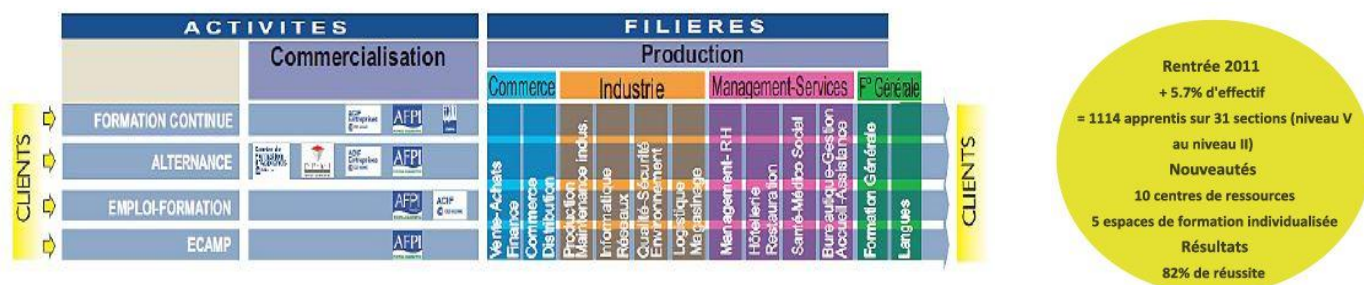 ACTIVITES
FILIERES
Commercialisation
Production
Commerce
Industrie
Management-Services
F° Générale
CLIENTS
FORMATION CONTINUE
AFPI
ALTERNANCE
AFPI
EMPLOI-FORMATION
AFPI
ACIF
ECAMP
AFPI
Vente-Achats
Finance
Commerce
Distribution
Production
Maintenance indus.
Informatique
Réseaux
Qualité-Sécurité
Environnement
Logistique
Magasinage
Management-RH
Hôtelerie
Restauration
Santé-Médico Social
Bureautique-Gestion
Accueil-Assistance
Formation Générale
Langues
CLIENTS
Rentrée 2011
+ 5.7% d'effectif
= 1114 apprentis sur 31 sections (niveau V
au niveau II)
Nouveautés
10 centres de ressources
5 espaces de formation individualisée
Résultats
82% de réussite